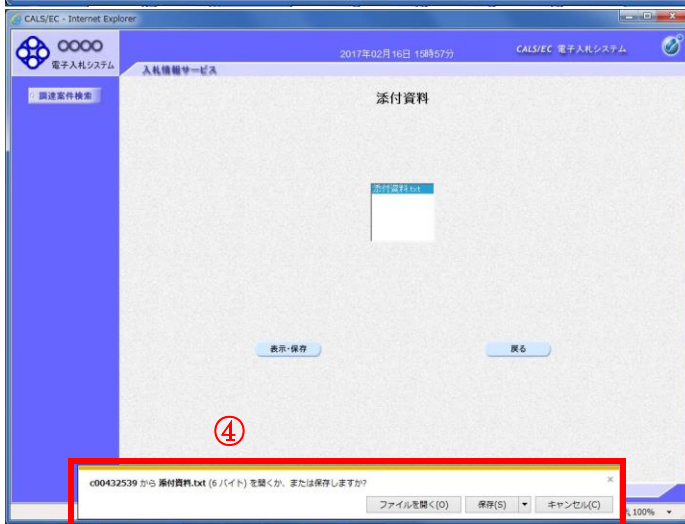 CALS/EC - Internet Explorer
OOOO
電子入札システム
2017年02月16日 15時57分
CALS/EC 電子入札システム
入札情報サービス
調達案件検索
添付資料
添付資料.txt
表示・保存
戻る
④
c00432539 から 添付資料.txt (6 バイト) を開くか、または保存しますか?
×
ファイルを開く(O)
保存(S)
キャンセル(C)
100%